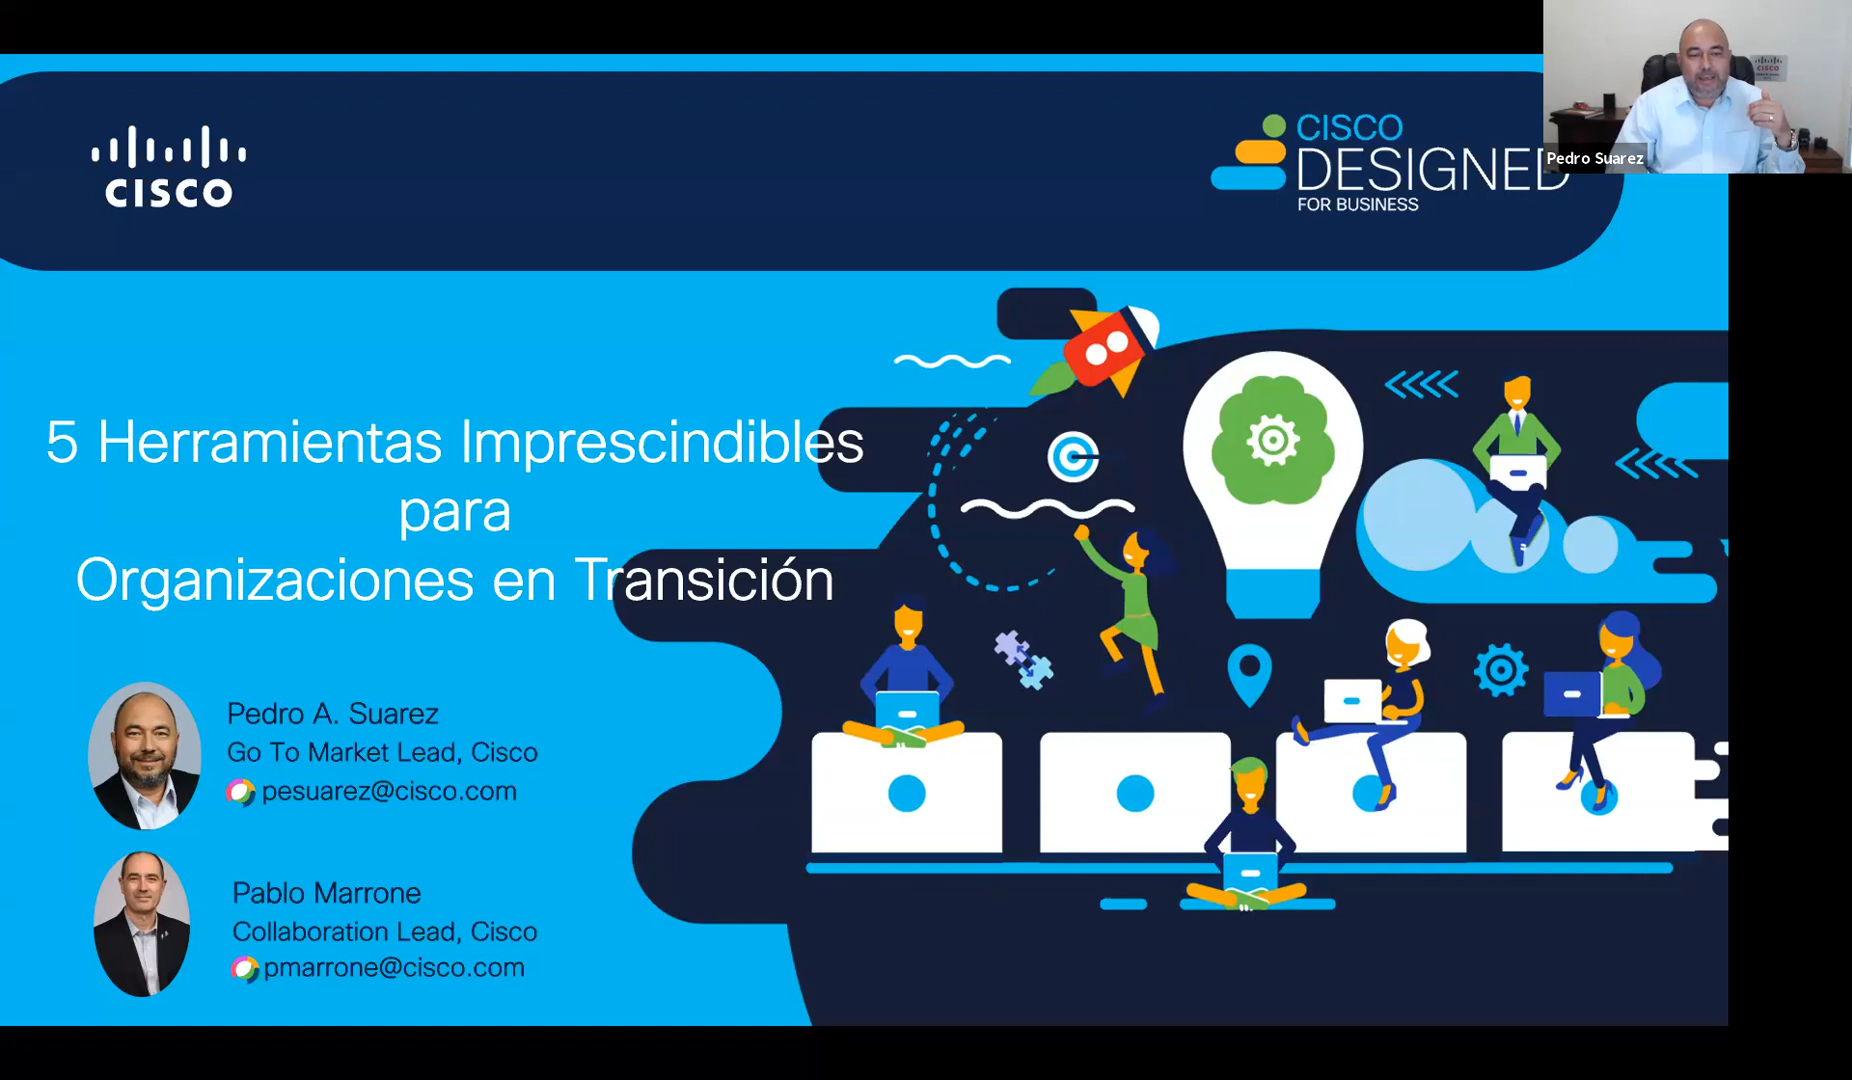 CISCO
CISCO
DESIGNED
FOR BUSINESS
CISCO
Pedro Suarez
5 Herramientas Imprescindibles
para
Organizaciones en Transición
Pedro A. Suarez
Go To Market Lead, Cisco
pesuarez@cisco.com
Pablo Marrone
Collaboration Lead, Cisco
pmarrone@cisco.com